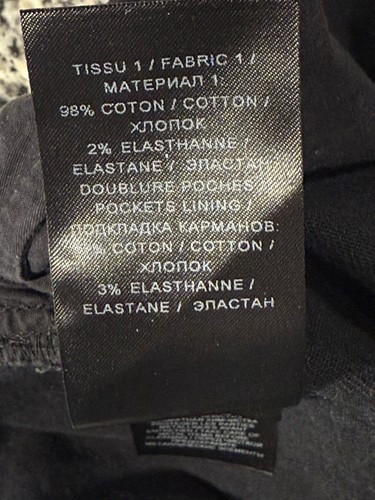 TISSU 1 / FABRIC 1 /
МАТЕРИАЛ 1:
98% COTON / COTTON /
ХЛОПОК
2% ELASTHANNE /
ELASTANE / ЭЛАСТАН
DOUBLURE POCHES /
POCKETS LINING /
ПОДКЛАДКА КАРМАНОВ:
COTON / COTTON /
ХЛОПОК
3% ELASTHANNE /
ELASTANE / ЭЛАСТАН